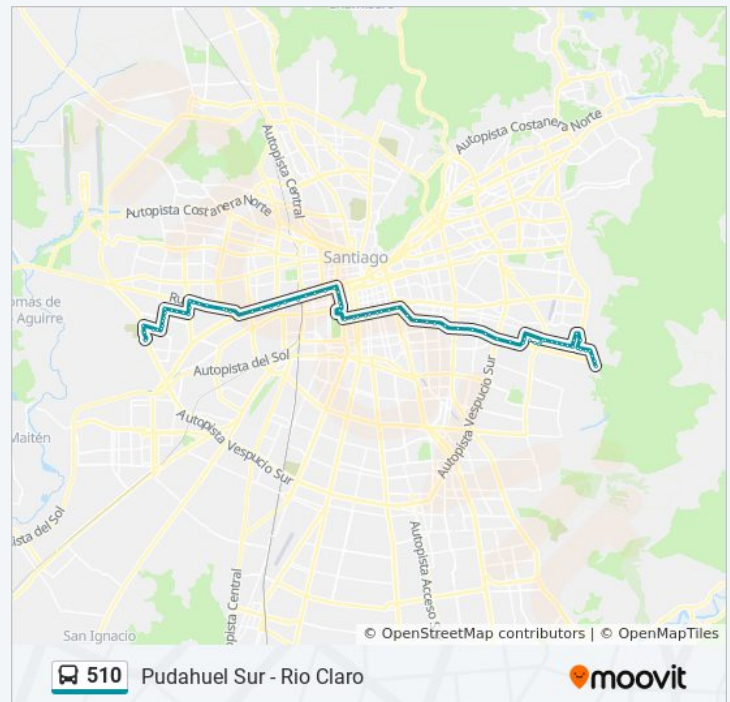 Autopista Costanera Norte
Autopista Central
Autopista Costanera Norte
Santiago
omas de
Aguirre
Ru
Autopista del Sol
Autopista Vespucio Sur
Maitén
Autopista Vespucio Sur
ista del Sol
Autopista Acceso S
opista Central
San Ignacio
© OpenStreetMap contributors | © OpenMapTiles
510 Pudahuel Sur - Rio Claro
moovit